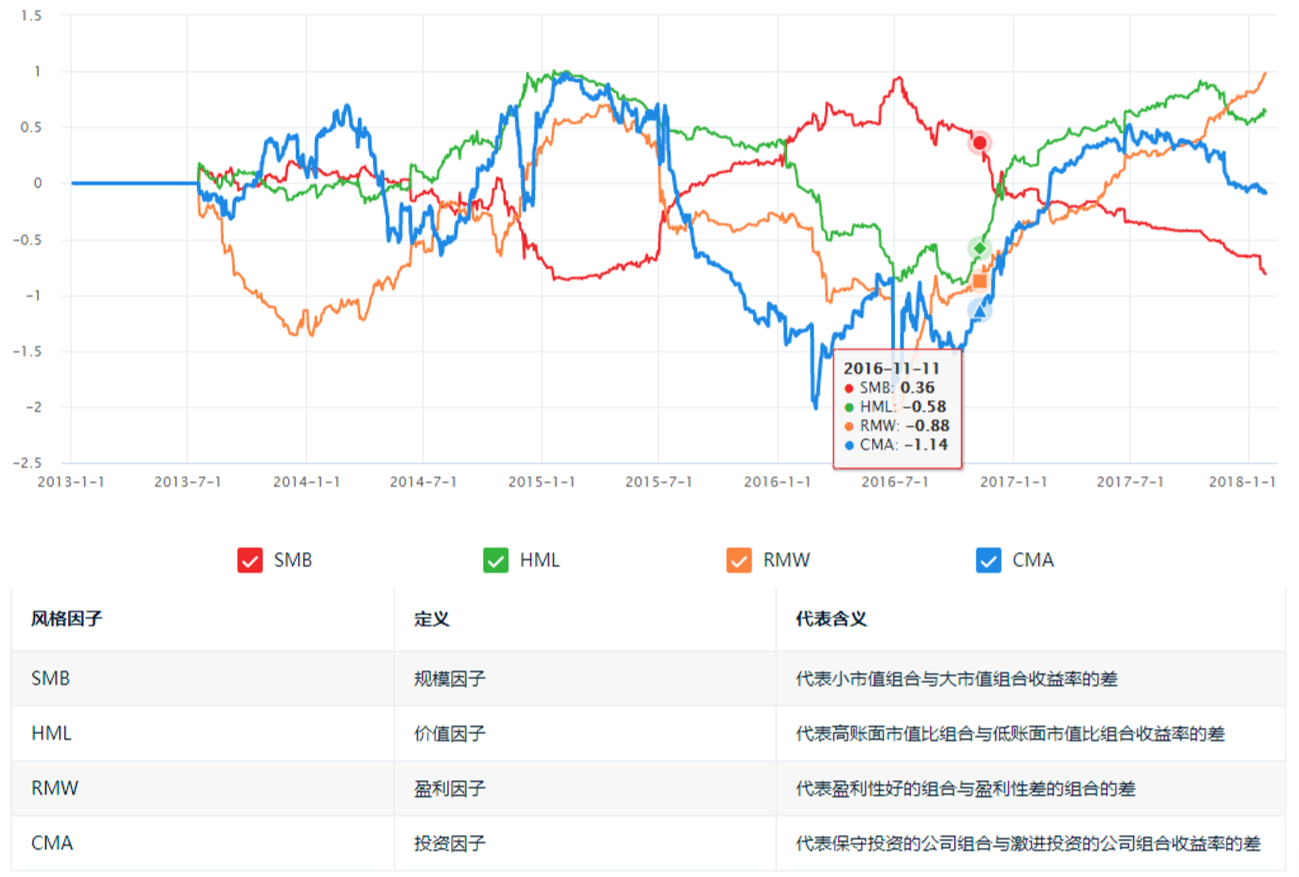 1.5
1
0.5
0
-0.5
-1
-1.5
-2
-2.5
2016-11-11
SMB: 0.36
HML: -0.58
RMW: -0.88
CMA: -1.14
2013-1-1 2013-7-1 2014-1-1 2014-7-1 2015-1-1 2015-7-1 2016-1-1 2016-7-1 2017-1-1 2017-7-1 2018-1-1
SMB HML RMW CMA
风格因子 定义 代表含义
SMB 规模因子 代表小市值组合与大市值组合收益率的差
HML 价值因子 代表高账面市值比组合与低账面市值比组合收益率的差
RMW 盈利因子 代表盈利性好的组合与盈利性差的组合的差
CMA 投资因子 代表保守投资的公司组合与激进投资的公司组合收益率的差